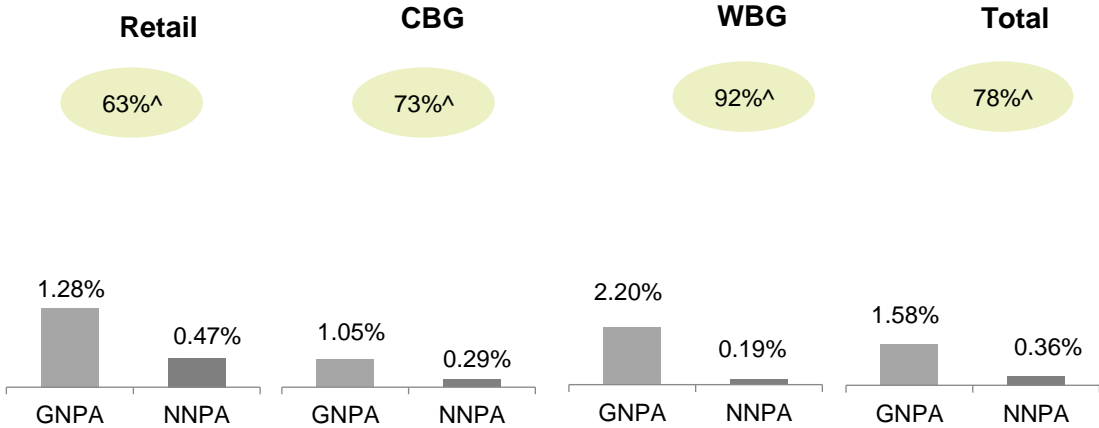 Retail
CBG
WBG
Total
63%^
73%^
92%^
78%^
1.28%
0.47%
GNPA
NNPA
1.05%
0.29%
GNPA
NNPA
2.20%
0.19%
GNPA
NNPA
1.58%
0.36%
GNPA
NNPA